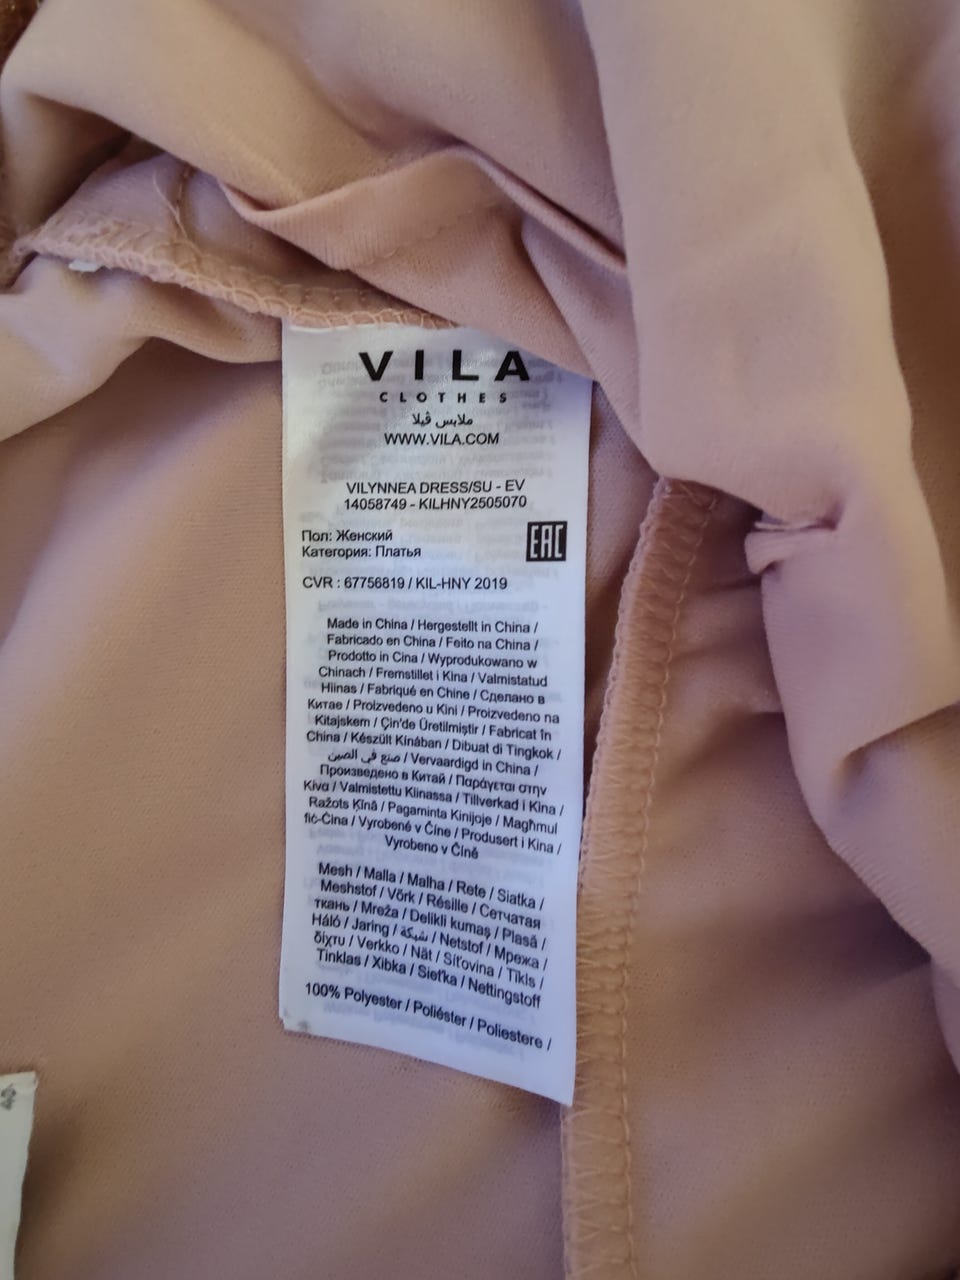 VILA
CLOTHES
ملابس ڤيلا
WWW.VILA.COM
VILYNNEA DRESS/SU - EV
14058749 - KILHNY2505070
Пол: Женский
Категория: Платья
EAC
CVR : 67756819 / KIL-HNY 2019
Made in China / Hergestellt in China /
Fabricado en China / Feito na China /
Prodotto in Cina / Wyprodukowano w
Chinach / Fremstillet i Kina / Valmistatud
Hiinas / Fabriqué en Chine / Сделано в
Китае / Proizvedeno u Kini / Proizvedeno na
Kitajskem / Çin'de Üretilmiştir / Fabricat în
China / Készült Kínában / Dibuat di Tingkok /
صنع في الصين / Vervaardigd in China /
Произведено в Китай / Παράγεται στην
Κίνα / Valmistettu Kiinassa / Tillverkad i Kina /
Ražots Ķīnā / Pagaminta Kinijoje / Magħmul
fiċ-Ċina / Vyrobené v Číne / Produsert i Kina /
Vyrobeno v Číně
Mesh / Malla / Malha / Rete / Siatka /
Meshstof / Võrk / Résille / Сетчатая
ткань / Mreža / Delikli kumaş / Plasă /
Háló / Jaring / شبكة / Netstof / Мрежа /
δίχτυ / Verkko / Nät / Síťovina / Tīkls /
Tinklas / Xibka / Sieťka / Nettingstoff
100% Polyester / Poliéster / Poliestere /